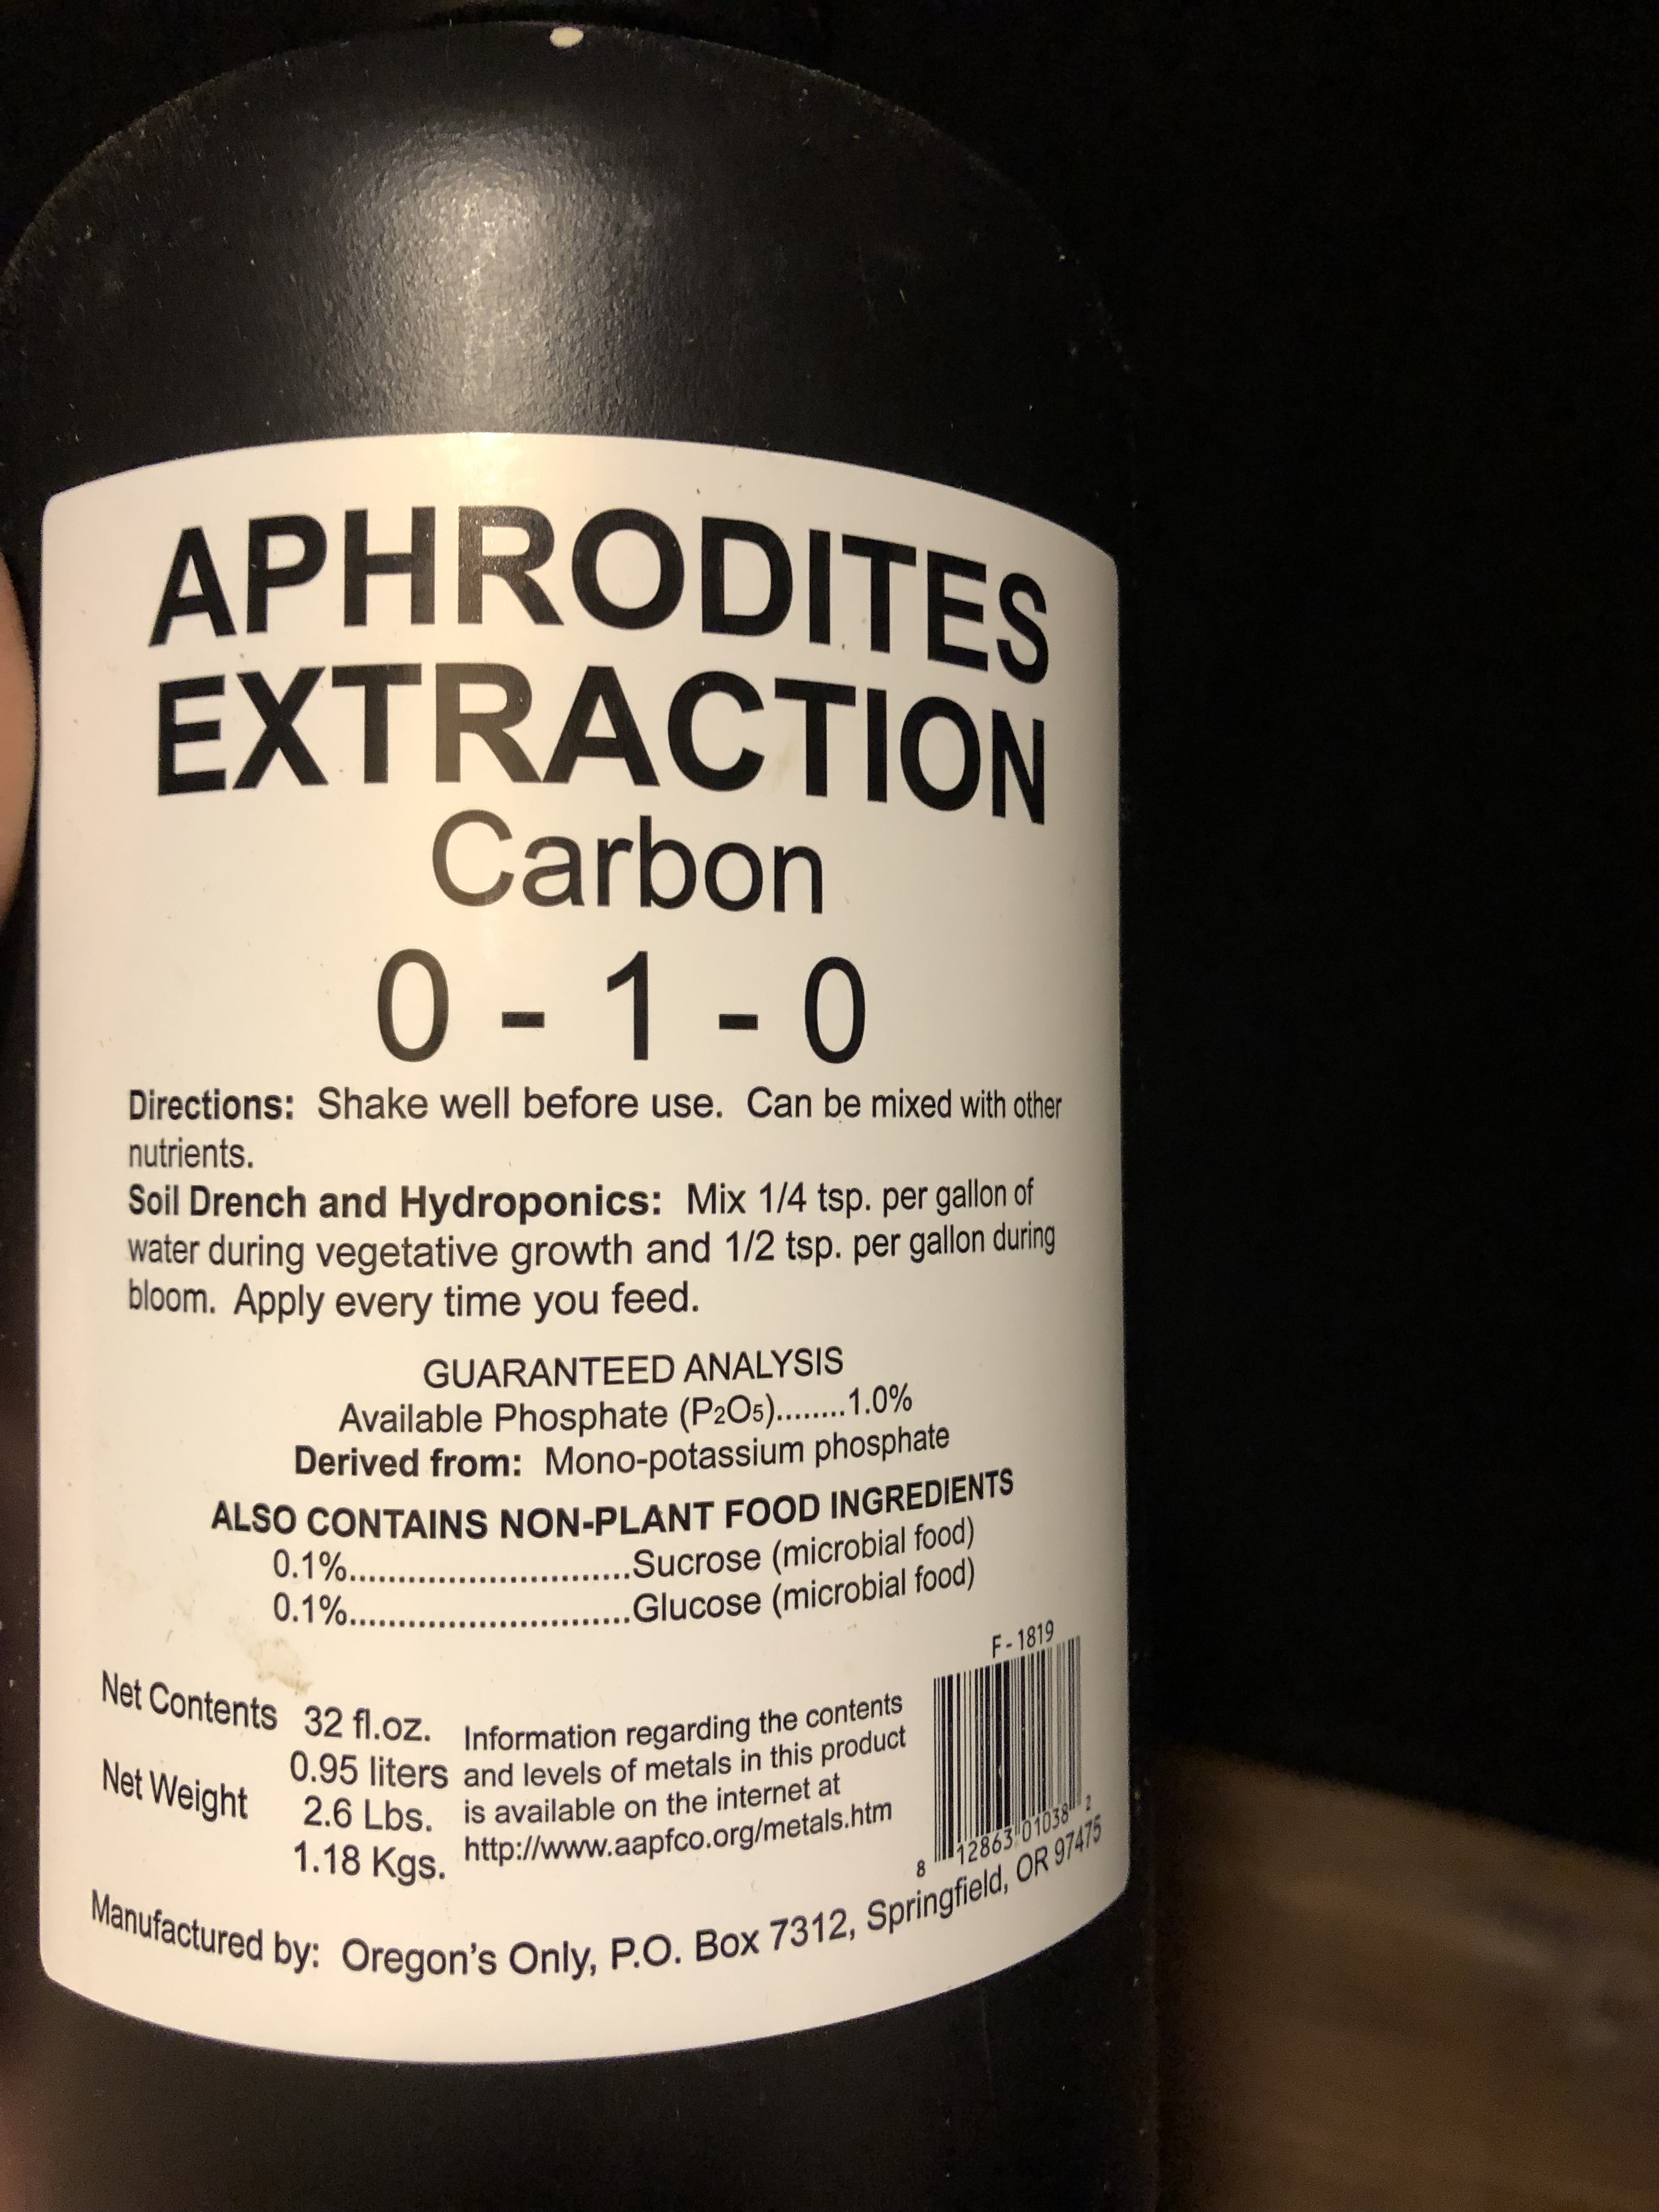 APHRODITES
EXTRACTION
Carbon
0 - 1 - 0
Directions: Shake well before use. Can be mixed with other
nutrients.
Soil Drench and Hydroponics: Mix 1/4 tsp. per gallon of
water during vegetative growth and 1/2 tsp. per gallon during
bloom. Apply every time you feed.
GUARANTEED ANALYSIS
Available Phosphate (P₂O₅)........1.0%
Derived from: Mono-potassium phosphate
ALSO CONTAINS NON-PLANT FOOD INGREDIENTS
0.1%.............................Sucrose (microbial food)
0.1%.............................Glucose (microbial food)
Net Contents 32 fl.oz.
0.95 liters
Net Weight 2.6 Lbs.
1.18 Kgs.
Information regarding the contents
and levels of metals in this product
is available on the internet at
http://www.aapfco.org/metals.htm
F-1819
8 12863 01038 2
Manufactured by: Oregon's Only, P.O. Box 7312, Springfield, OR 97475